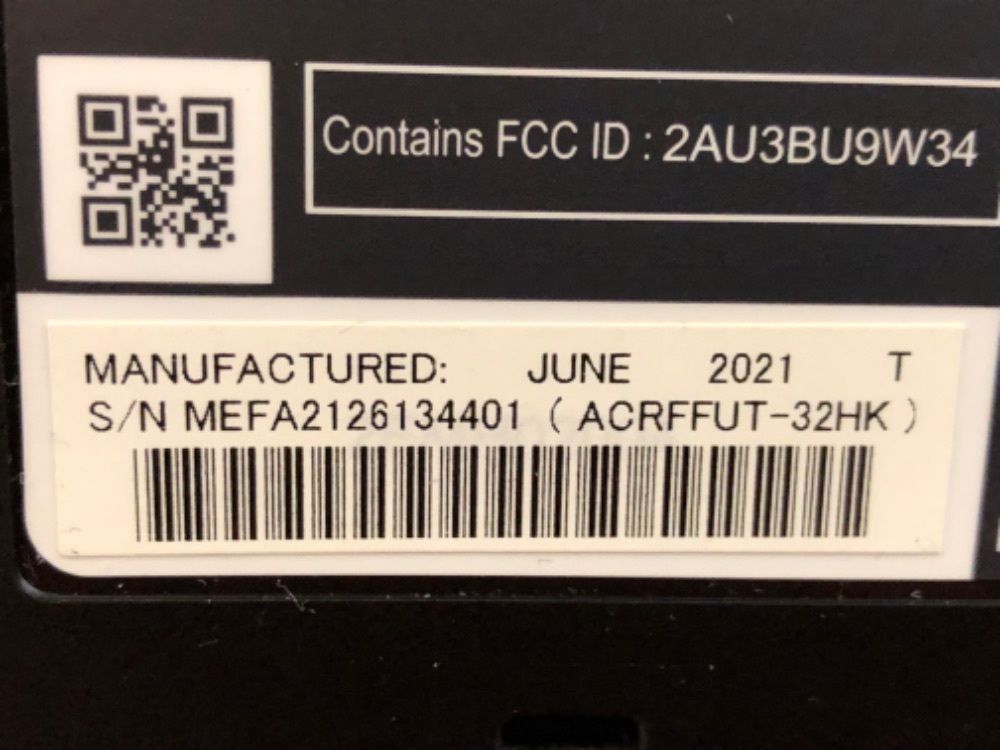 Contains FCC ID : 2AU3BU9W34
MANUFACTURED: JUNE 2021 T
S/N MEFA2126134401 ( ACRFFUT-32HK )